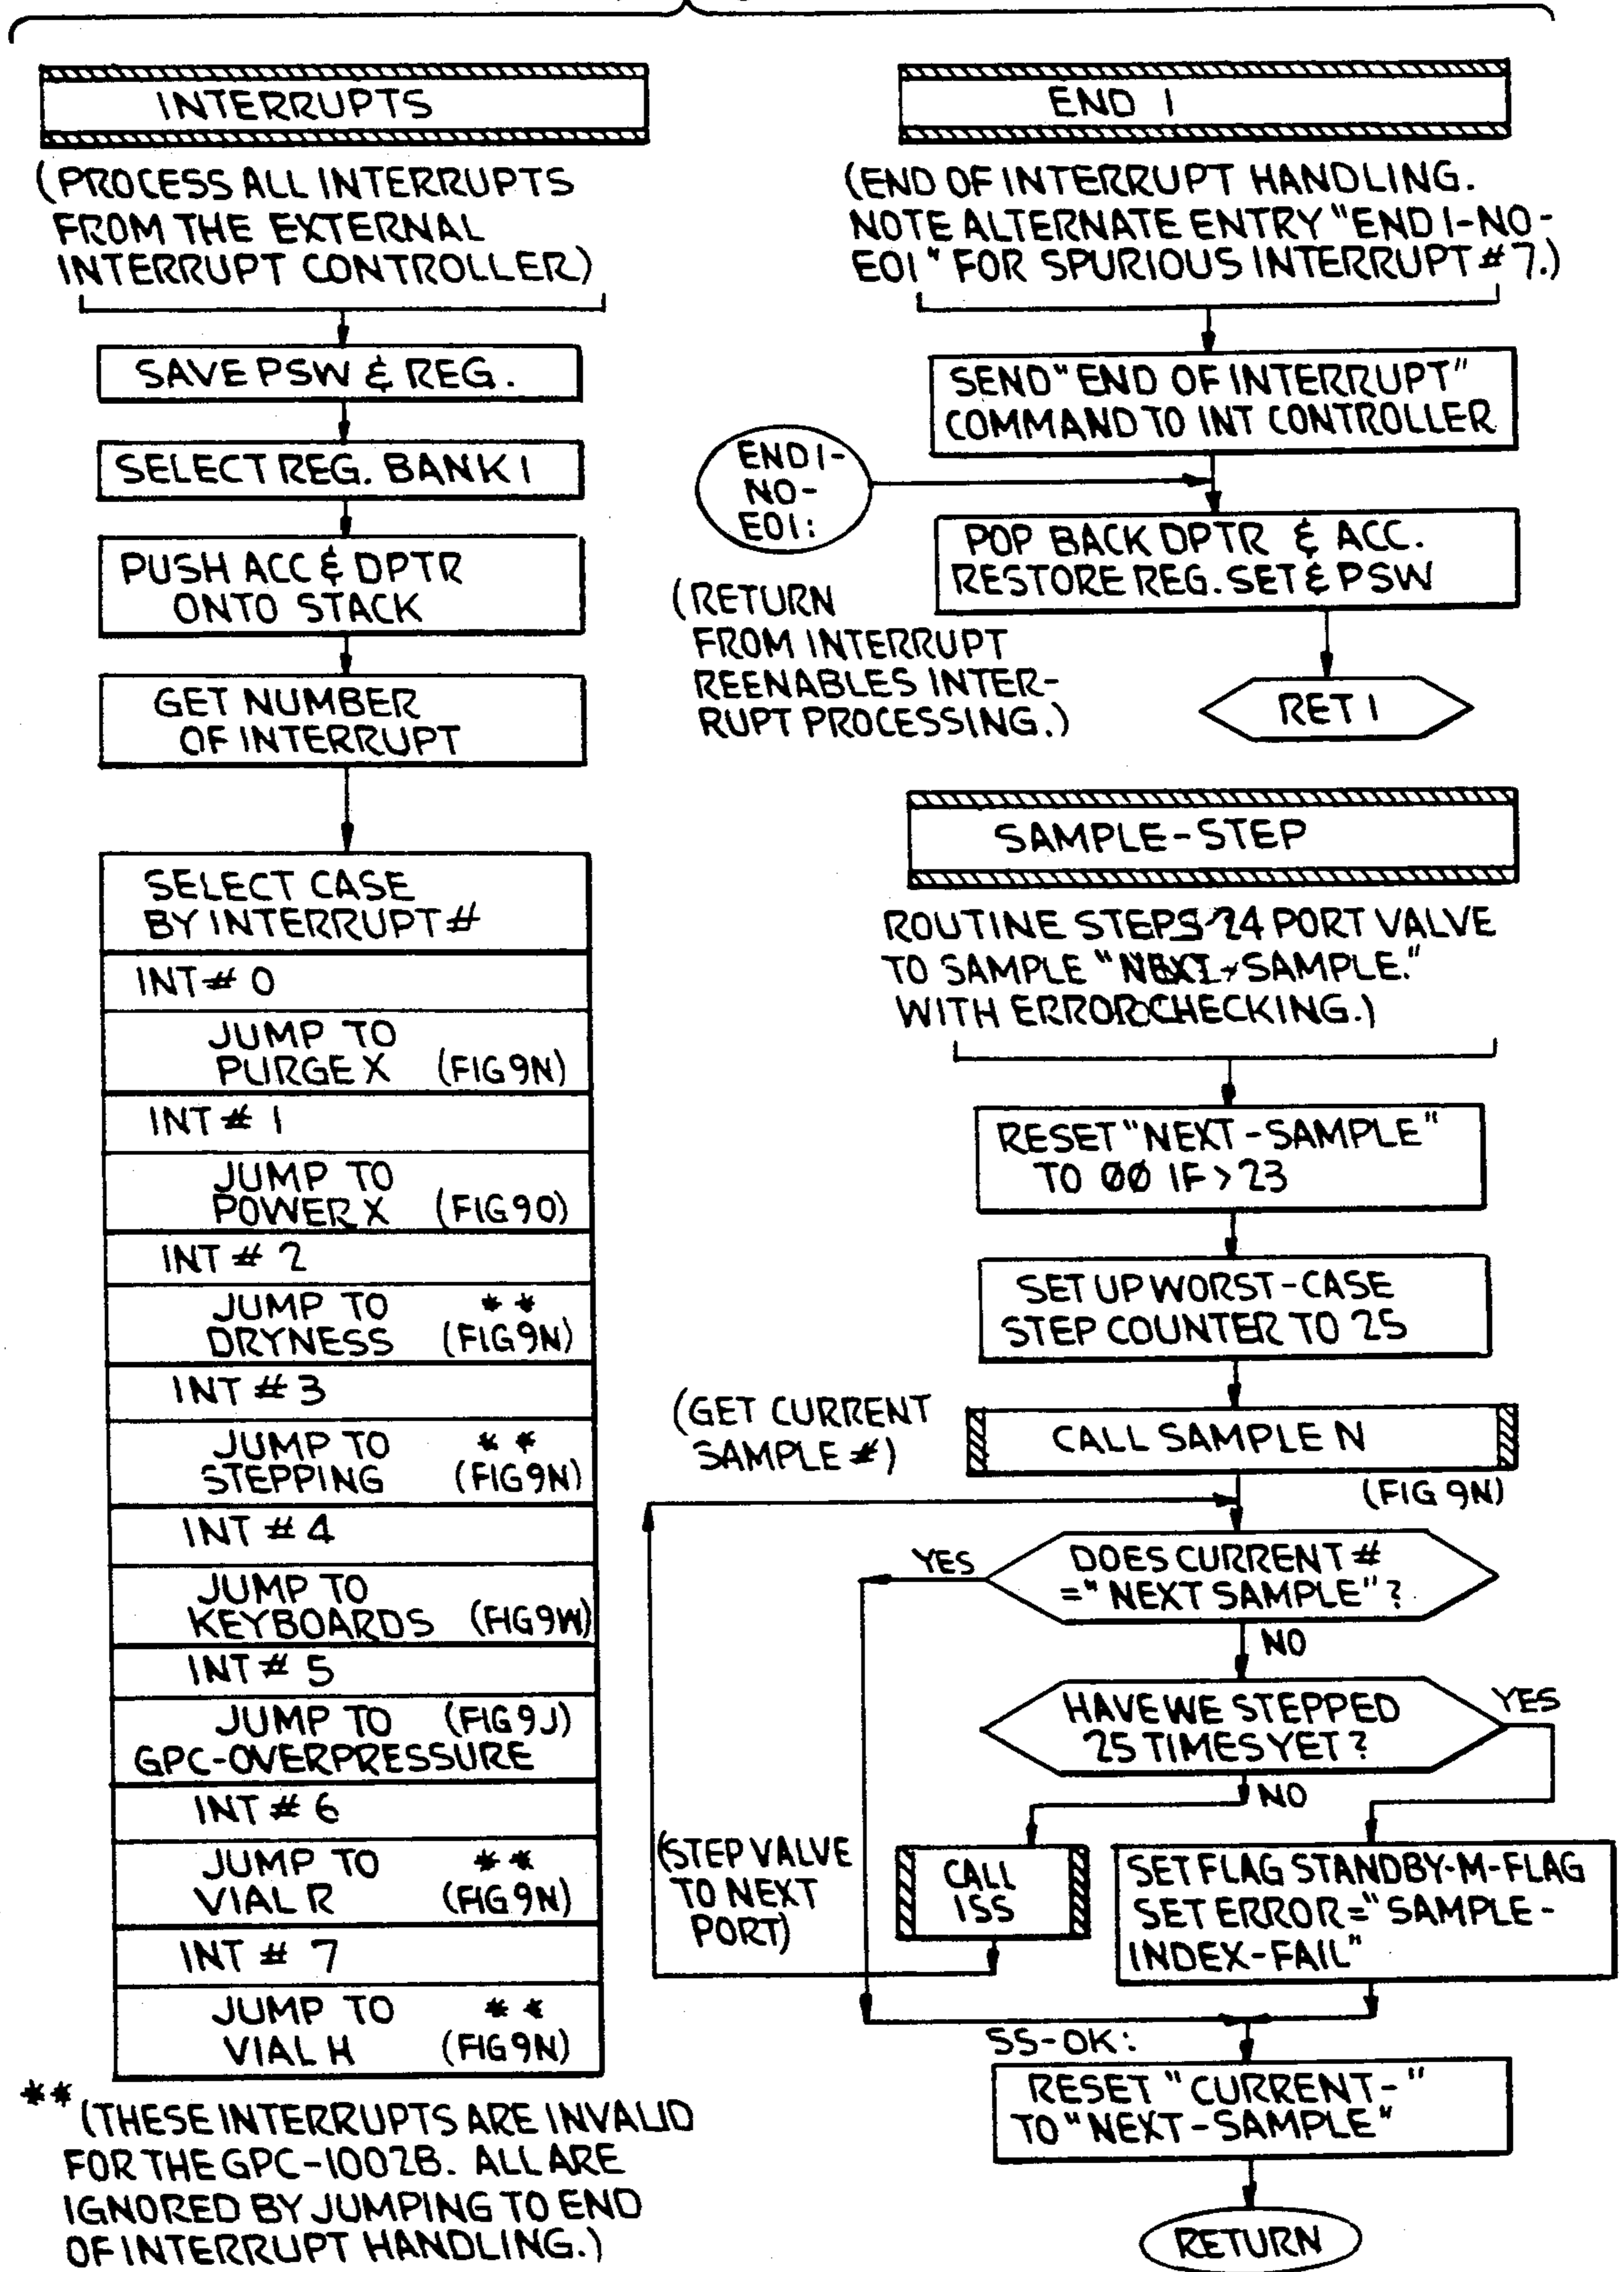 INTERRUPTS
(PROCESS ALL INTERRUPTS
FROM THE EXTERNAL
INTERRUPT CONTROLLER)
SAVE PSW & REG.
SELECT REG. BANK 1
PUSH ACC & DPTR
ONTO STACK
GET NUMBER
OF INTERRUPT
SELECT CASE
BY INTERRUPT #
INT # 0
JUMP TO
PURGE X (FIG 9N)
INT # 1
JUMP TO
POWER X (FIG 9O)
INT # 2
JUMP TO **
DRYNESS (FIG 9N)
INT # 3
JUMP TO **
STEPPING (FIG 9N)
INT # 4
JUMP TO
KEYBOARDS (FIG 9W)
INT # 5
JUMP TO (FIG 9J)
GPC-OVERPRESSURE
INT # 6
JUMP TO **
VIAL R (FIG 9N)
INT # 7
JUMP TO **
VIAL H (FIG 9N)
** (THESE INTERRUPTS ARE INVALID
FOR THE GPC-1002B. ALL ARE
IGNORED BY JUMPING TO END
OF INTERRUPT HANDLING.)
END 1
(END OF INTERRUPT HANDLING.
NOTE ALTERNATE ENTRY "END 1-NO-
EOI" FOR SPURIOUS INTERRUPT # 7.)
SEND "END OF INTERRUPT"
COMMAND TO INT CONTROLLER
END 1-
NO-
EOI:
POP BACK DPTR & ACC.
RESTORE REG. SET & PSW
(RETURN
FROM INTERRUPT
REENABLES INTER-
RUPT PROCESSING.)
RET 1
SAMPLE-STEP
ROUTINE STEPS 24 PORT VALVE
TO SAMPLE "NEXT-SAMPLE."
WITH ERROR CHECKING.)
RESET "NEXT-SAMPLE"
TO ØØ IF > 23
SET UP WORST-CASE
STEP COUNTER TO 25
(GET CURRENT
SAMPLE #)
CALL SAMPLE N
(FIG 9N)
DOES CURRENT #
="NEXT SAMPLE"?
YES
NO
HAVE WE STEPPED
25 TIMES YET?
YES
NO
(STEP VALVE
TO NEXT
PORT)
CALL
ISS
SET FLAG STANDBY-M-FLAG
SET ERROR="SAMPLE-
INDEX-FAIL"
SS-OK:
RESET "CURRENT-"
TO "NEXT-SAMPLE"
RETURN